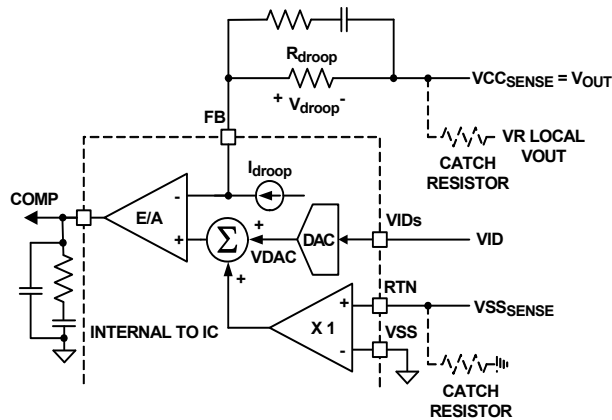 Rdroop
+ Vdroop -
VCCSENSE = VOUT
FB
VR LOCAL
VOUT
CATCH
RESISTOR
Idroop
COMP
E/A
-
+
Σ
+
+
VDAC
DAC
VIDs
VID
RTN
VSSSENSE
X 1
+
-
VSS
INTERNAL TO IC
CATCH
RESISTOR